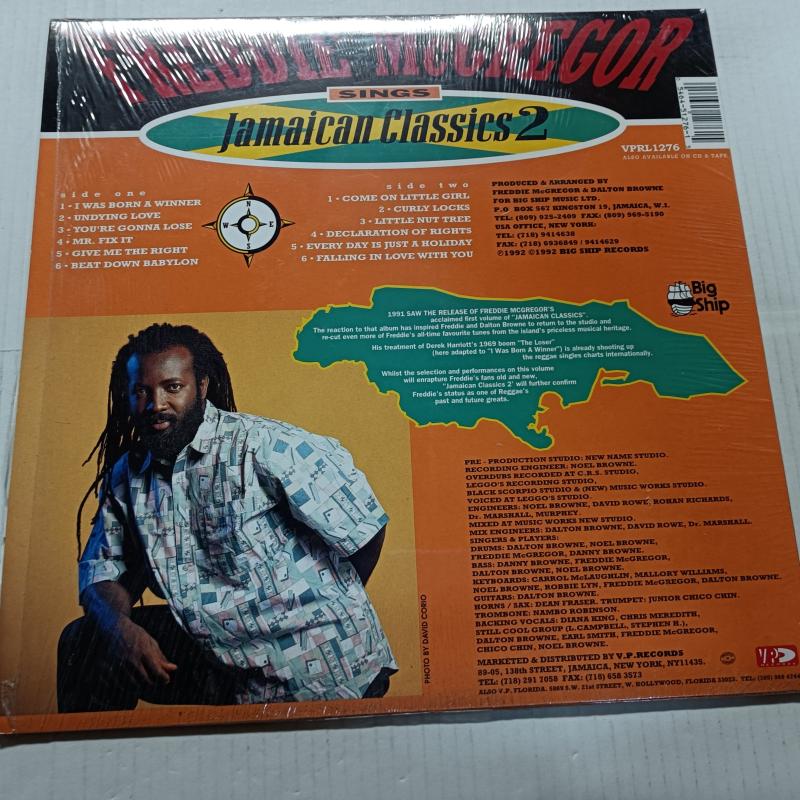 FREDDIE McGREGOR
SINGS
Jamaican Classics 2
VPRL1276
ALSO AVAILABLE ON CD & TAPE.
side one
1 • I WAS BORN A WINNER
2 • UNDYING LOVE
3 • YOU'RE GONNA LOSE
4 • MR. FIX IT
5 • GIVE ME THE RIGHT
6 • BEAT DOWN BABYLON
N
W
E
S
side two
1 • COME ON LITTLE GIRL
2 • CURLY LOCKS
3 • LITTLE NUT TREE
4 • DECLARATION OF RIGHTS
5 • EVERY DAY IS JUST A HOLIDAY
6 • FALLING IN LOVE WITH YOU
PRODUCED & ARRANGED BY
FREDDIE McGREGOR & DALTON BROWNE
FOR BIG SHIP MUSIC LTD.
P.O BOX 567 KINGSTON 19, JAMAICA, W.I.
TEL: (809) 925-2409 FAX: (809) 969-5190
USA OFFICE, NEW YORK:
TEL: (718) 9414638
FAX: (718) 6936849 / 9414629
℗1992 ©1992 BIG SHIP RECORDS
Big
Ship
1991 SAW THE RELEASE OF FREDDIE MCGREGOR'S
acclaimed first volume of "JAMAICAN CLASSICS".
The reaction to that album has inspired Freddie and Dalton Browne to return to the studio and
re-cut even more of Freddie's all-time favourite tunes from the island's priceless musical heritage.
His treatment of Derek Harriott's 1969 boom "The Loser"
(here adapted to "I Was Born A Winner") is already shooting up
the reggae singles charts internationally.
Whilst the selection and performances on this volume
will enrapture Freddie's fans old and new,
"Jamaican Classics 2' will further confirm
Freddie's status as one of Reggae's
past and future greats.
PRE - PRODUCTION STUDIO: NEW NAME STUDIO.
RECORDING ENGINEER: NOEL BROWNE.
OVERDUBS RECORDED AT C.R.S. STUDIO,
LEGGO'S RECORDING STUDIO,
BLACK SCORPIO STUDIO & (NEW) MUSIC WORKS STUDIO.
VOICED AT LEGGO'S STUDIO.
ENGINEERS: NOEL BROWNE, DAVID ROWE, ROHAN RICHARDS,
Dr. MARSHALL, MURPHEY.
MIXED AT MUSIC WORKS NEW STUDIO.
MIX ENGINEERS: DALTON BROWNE, DAVID ROWE, Dr. MARSHALL.
SINGERS & PLAYERS:
DRUMS: DALTON BROWNE, NOEL BROWNE,
FREDDIE McGREGOR, DANNY BROWNE.
BASS: DANNY BROWNE, FREDDIE McGREGOR,
DALTON BROWNE, NOEL BROWNE.
KEYBOARDS: CARROL McLAUGHLIN, MALLORY WILLIAMS,
NOEL BROWNE, ROBBIE LYN, FREDDIE McGREGOR, DALTON BROWNE.
GUITARS: DALTON BROWNE.
HORNS / SAX: DEAN FRASER. TRUMPET: JUNIOR CHICO CHIN.
TROMBONE: NAMBO ROBINSON.
BACKING VOCALS: DIANA KING, CHRIS MEREDITH,
STILL COOL GROUP (L.CAMPBELL, STEPHEN H.),
DALTON BROWNE, EARL SMITH, FREDDIE McGREGOR,
CHICO CHIN, NOEL BROWNE.
MARKETED & DISTRIBUTED BY V.P.RECORDS
89-05, 138th STREET, JAMAICA, NEW YORK, NY11435.
TEL: (718) 291 7058 FAX: (718) 658 3573
ALSO V.P. FLORIDA. 5869 S.W. 21st STREET, W. HOLLYWOOD, FLORIDA 33023. TEL:
VP
PHOTO BY DAVID CORIO